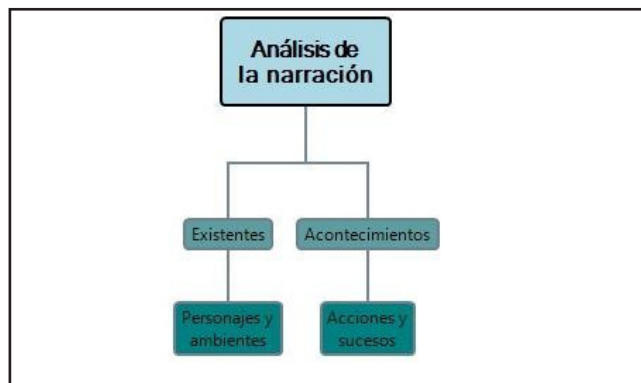 Análisis de
la narración
Existentes
Acontecimientos
Personajes y
ambientes
Acciones y
sucesos